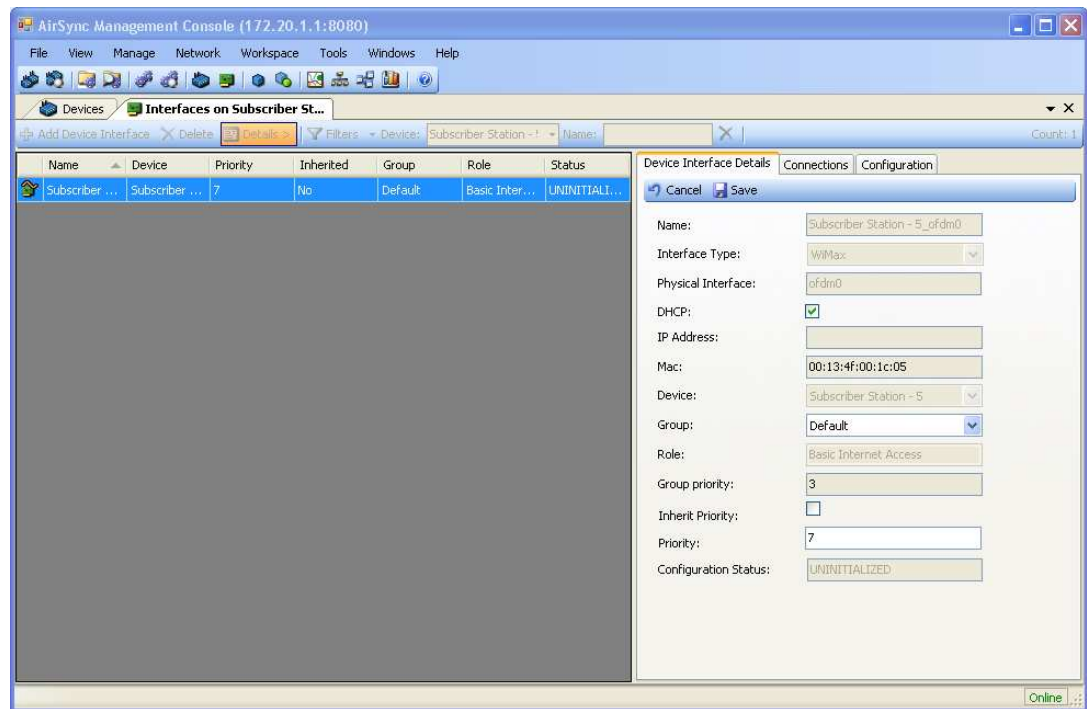 AirSync Management Console (172.20.1.1:8080)
File View Manage Network Workspace Tools Windows Help
Devices Interfaces on Subscriber St...
Add Device Interface Delete Details > Filters Device: Subscriber Station - Name: Count: 1
Name Device Priority Inherited Group Role Status
Subscriber ... Subscriber ... 7 No Default Basic Inter... UNINITIALI...
Device Interface Details Connections Configuration
Cancel Save
Name: Subscriber Station - 5_ofdm0
Interface Type: WiMax
Physical Interface: ofdm0
DHCP:
IP Address:
Mac: 00:13:4f:00:1c:05
Device: Subscriber Station - 5
Group: Default
Role: Basic Internet Access
Group priority: 3
Inherit Priority:
Priority: 7
Configuration Status: UNINITIALIZED
Online